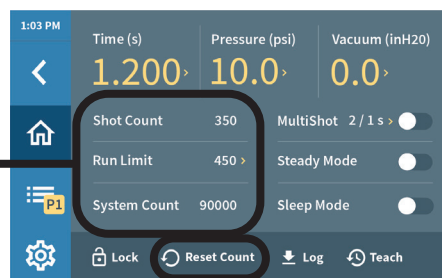 1:03 PM
Time (s) Pressure (psi) Vacuum (inH20)
1.200 › 10.0 › 0.0 ›
Shot Count 350 MultiShot 2 / 1 s ›
Run Limit 450 › Steady Mode
P1
System Count 90000 Sleep Mode
Lock Reset Count Log Teach